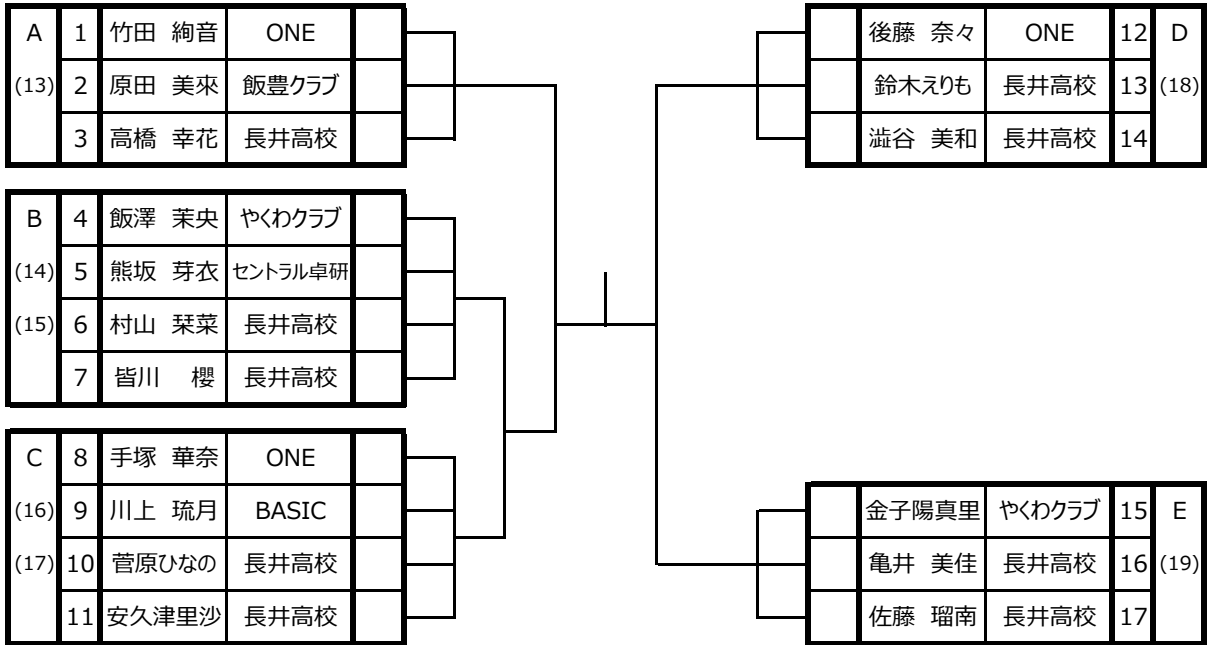 A 1 竹田 絢音 ONE
(13) 2 原田 美來 飯豊クラブ
3 高橋 幸花 長井高校
B 4 飯澤 茉央 やくわクラブ
(14) 5 熊坂 芽衣 セントラル卓研
(15) 6 村山 栞菜 長井高校
7 皆川 櫻 長井高校
C 8 手塚 華奈 ONE
(16) 9 川上 琉月 BASIC
(17) 10 菅原ひなの 長井高校
11 安久津里沙 長井高校
後藤 奈々 ONE 12 D
鈴木えりも 長井高校 13 (18)
澁谷 美和 長井高校 14
金子陽真里 やくわクラブ 15 E
亀井 美佳 長井高校 16 (19)
佐藤 瑠南 長井高校 17